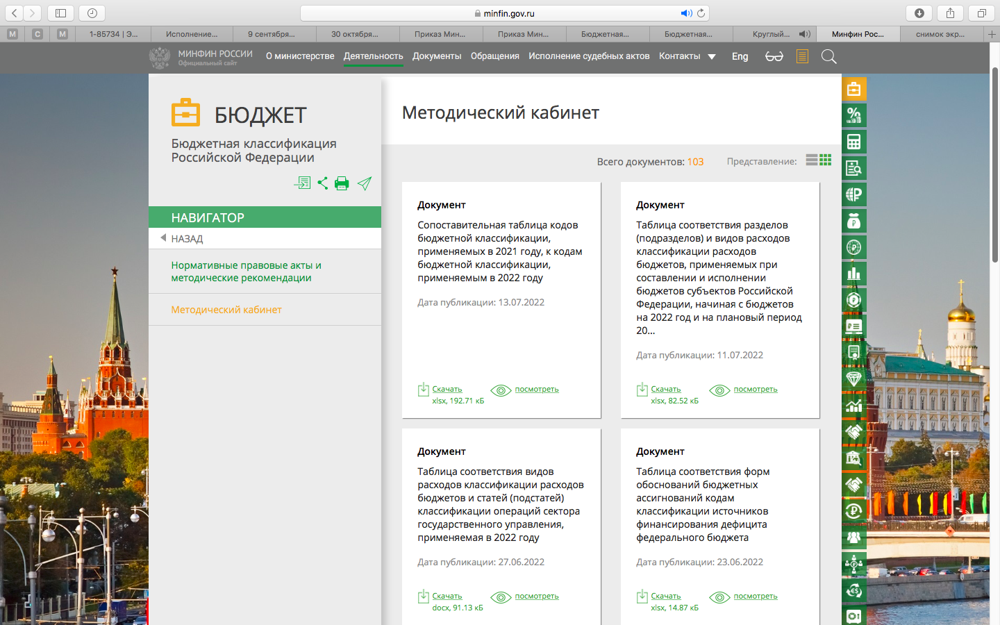 minfin.gov.ru
M
C
M
1-85734 | Э...
Исполнение...
9 сентября...
30 октября...
Приказ Мин...
Приказ Мин...
Бюджетная...
Бюджетная...
Круглый...
Минфин Рос...
снимок экр...
МИНФИН РОССИИ
Официальный сайт
О министерстве
Деятельность
Документы
Обращения
Исполнение судебных актов
Контакты
Eng
БЮДЖЕТ
Бюджетная классификация
Российской Федерации
НАВИГАТОР
НАЗАД
Нормативные правовые акты и
методические рекомендации
Методический кабинет
Методический кабинет
Всего документов: 103
Представление:
Документ
Сопоставительная таблица кодов
бюджетной классификации,
применяемых в 2021 году, к кодам
бюджетной классификации,
применяемым в 2022 году
Дата публикации: 13.07.2022
Скачать
xlsx, 192.71 кБ
посмотреть
Документ
Таблица соответствия разделов
(подразделов) и видов расходов
классификации расходов
бюджетов, применяемых при
составлении и исполнении
бюджетов субъектов Российской
Федерации, начиная с бюджетов
на 2022 год и на плановый период
20...
Дата публикации: 11.07.2022
Скачать
xlsx, 82.52 кБ
посмотреть
Документ
Таблица соответствия видов
расходов классификации расходов
бюджетов и статей (подстатей)
классификации операций сектора
государственного управления,
применяемая в 2022 году
Дата публикации: 27.06.2022
Скачать
docx, 91.13 кБ
посмотреть
Документ
Таблица соответствия форм
обоснований бюджетных
ассигнований кодам
классификации источников
финансирования дефицита
федерального бюджета
Дата публикации: 23.06.2022
Скачать
xlsx, 14.87 кБ
посмотреть